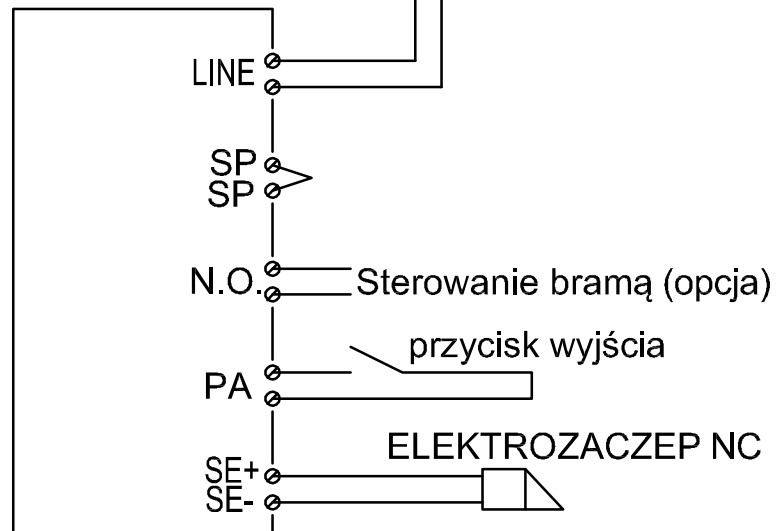 LINE
SP
SP
N.O. Sterowanie bramą (opcja)
przycisk wyjścia
PA
ELEKTROZACZEP NC
SE+
SE-